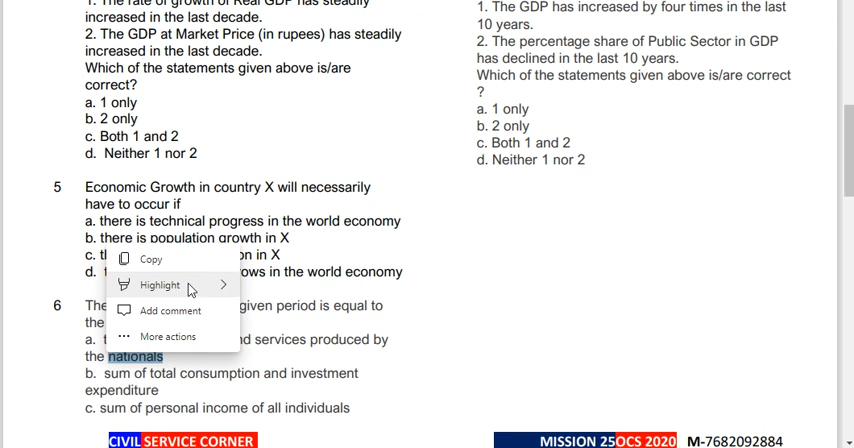 1. The rate of growth of Real GDP has steadily
increased in the last decade.
2. The GDP at Market Price (in rupees) has steadily
increased in the last decade.
Which of the statements given above is/are
correct?
a. 1 only
b. 2 only
c. Both 1 and 2
d. Neither 1 nor 2
5 Economic Growth in country X will necessarily
have to occur if
a. there is technical progress in the world economy
b. there is population growth in X
c. on in X
d. ows in the world economy
6 The given period is equal to
the
a. nd services produced by
the nationals
b. sum of total consumption and investment
expenditure
c. sum of personal income of all individuals
CIVIL SERVICE CORNER
Copy
Highlight
Add comment
More actions
1. The GDP has increased by four times in the last
10 years.
2. The percentage share of Public Sector in GDP
has declined in the last 10 years.
Which of the statements given above is/are correct
?
a. 1 only
b. 2 only
c. Both 1 and 2
d. Neither 1 nor 2
MISSION 25OCS 2020 M-7682092884